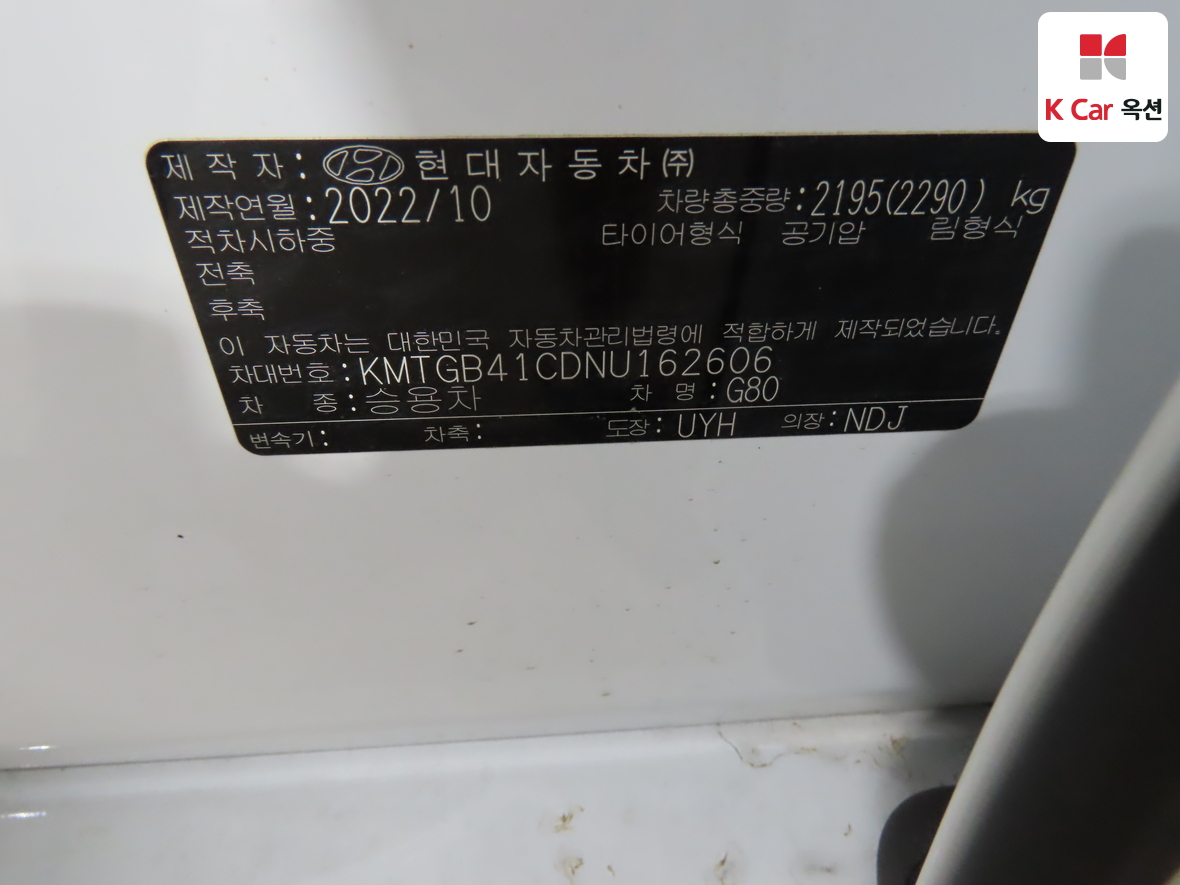 K Car 옥션
제 작 자 : 현 대 자 동 차 ㈜
제작연월 : 2022/10 차량총중량 : 2195(2290) kg
적차시하중 타이어형식 공기압 림형식
전축
후축
이 자동차는 대한민국 자동차관리법령에 적합하게 제작되었습니다.
차대번호 : KMTGB41CDNU162606
차 종 : 승용차 차 명 : G80
변속기 : 차축 : 도장 : UYH 의장 : NDJ